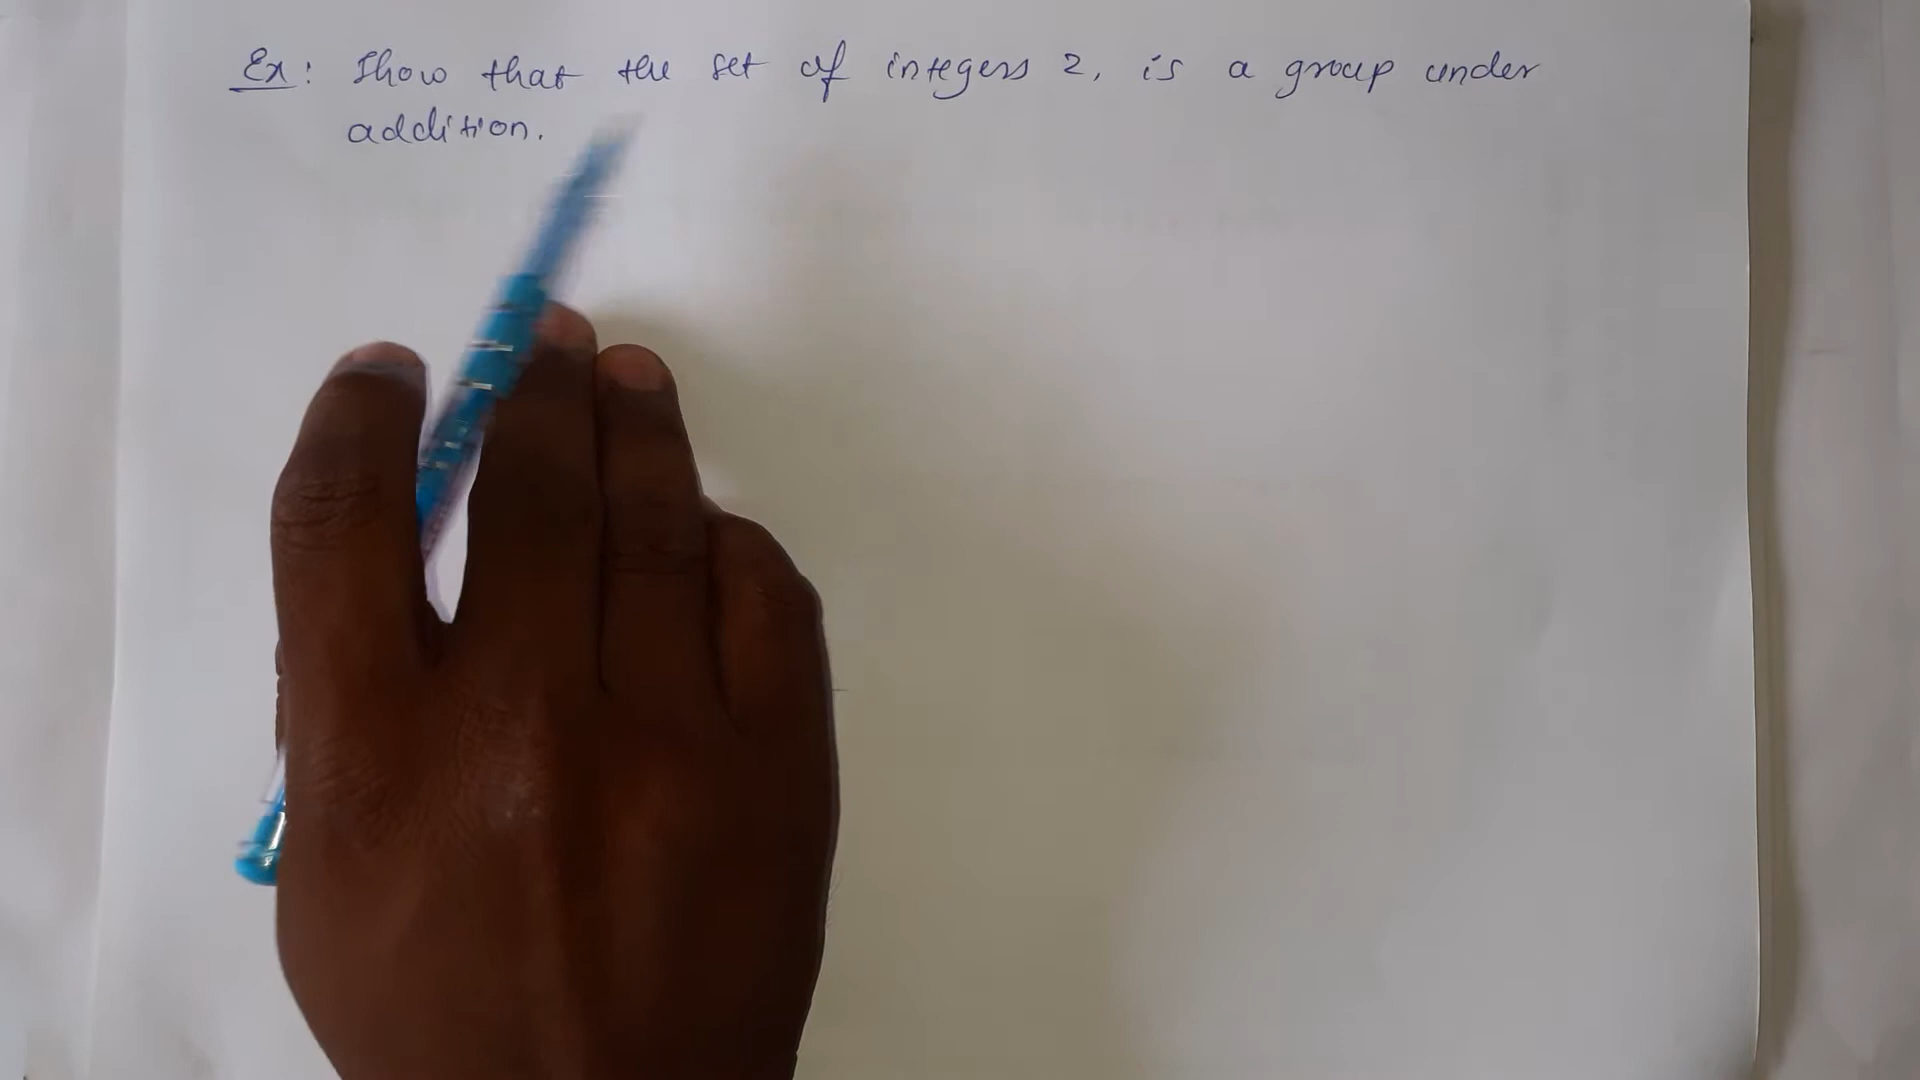 Ex: Show that the set of integers Z, is a group under
addition.